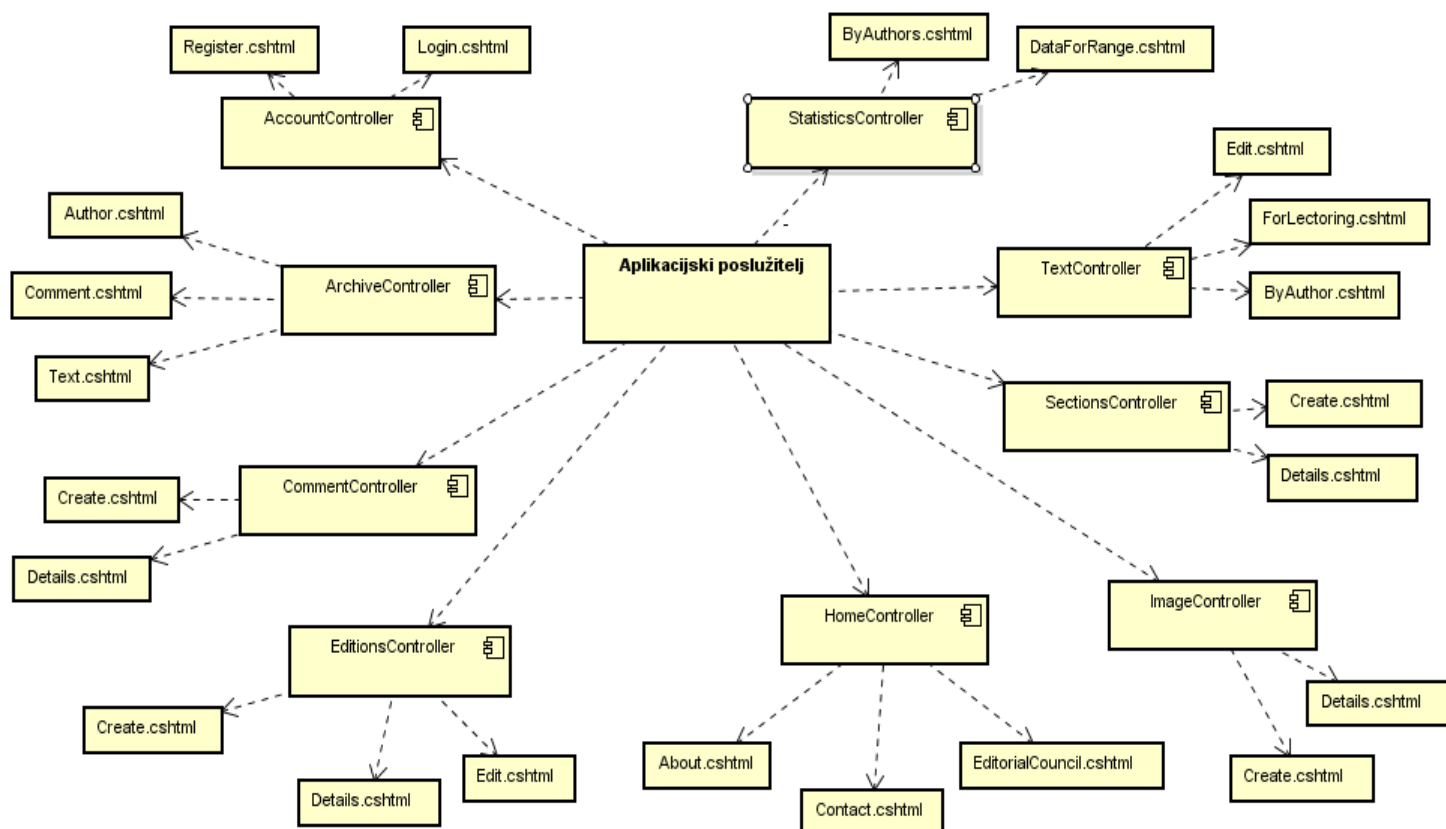 ByAuthors.cshtml
Register.cshtml
Login.cshtml
DataForRange.cshtml
AccountController
StatisticsController
Edit.cshtml
Author.cshtml
ForLectoring.cshtml
Aplikacijski poslužitelj
TextController
ArchiveController
Comment.cshtml
ByAuthor.cshtml
Text.cshtml
SectionsController
Create.cshtml
Details.cshtml
CommentController
Create.cshtml
Details.cshtml
ImageController
HomeController
EditionsController
Details.cshtml
Create.cshtml
About.cshtml
EditorialCouncil.cshtml
Edit.cshtml
Create.cshtml
Details.cshtml
Contact.cshtml